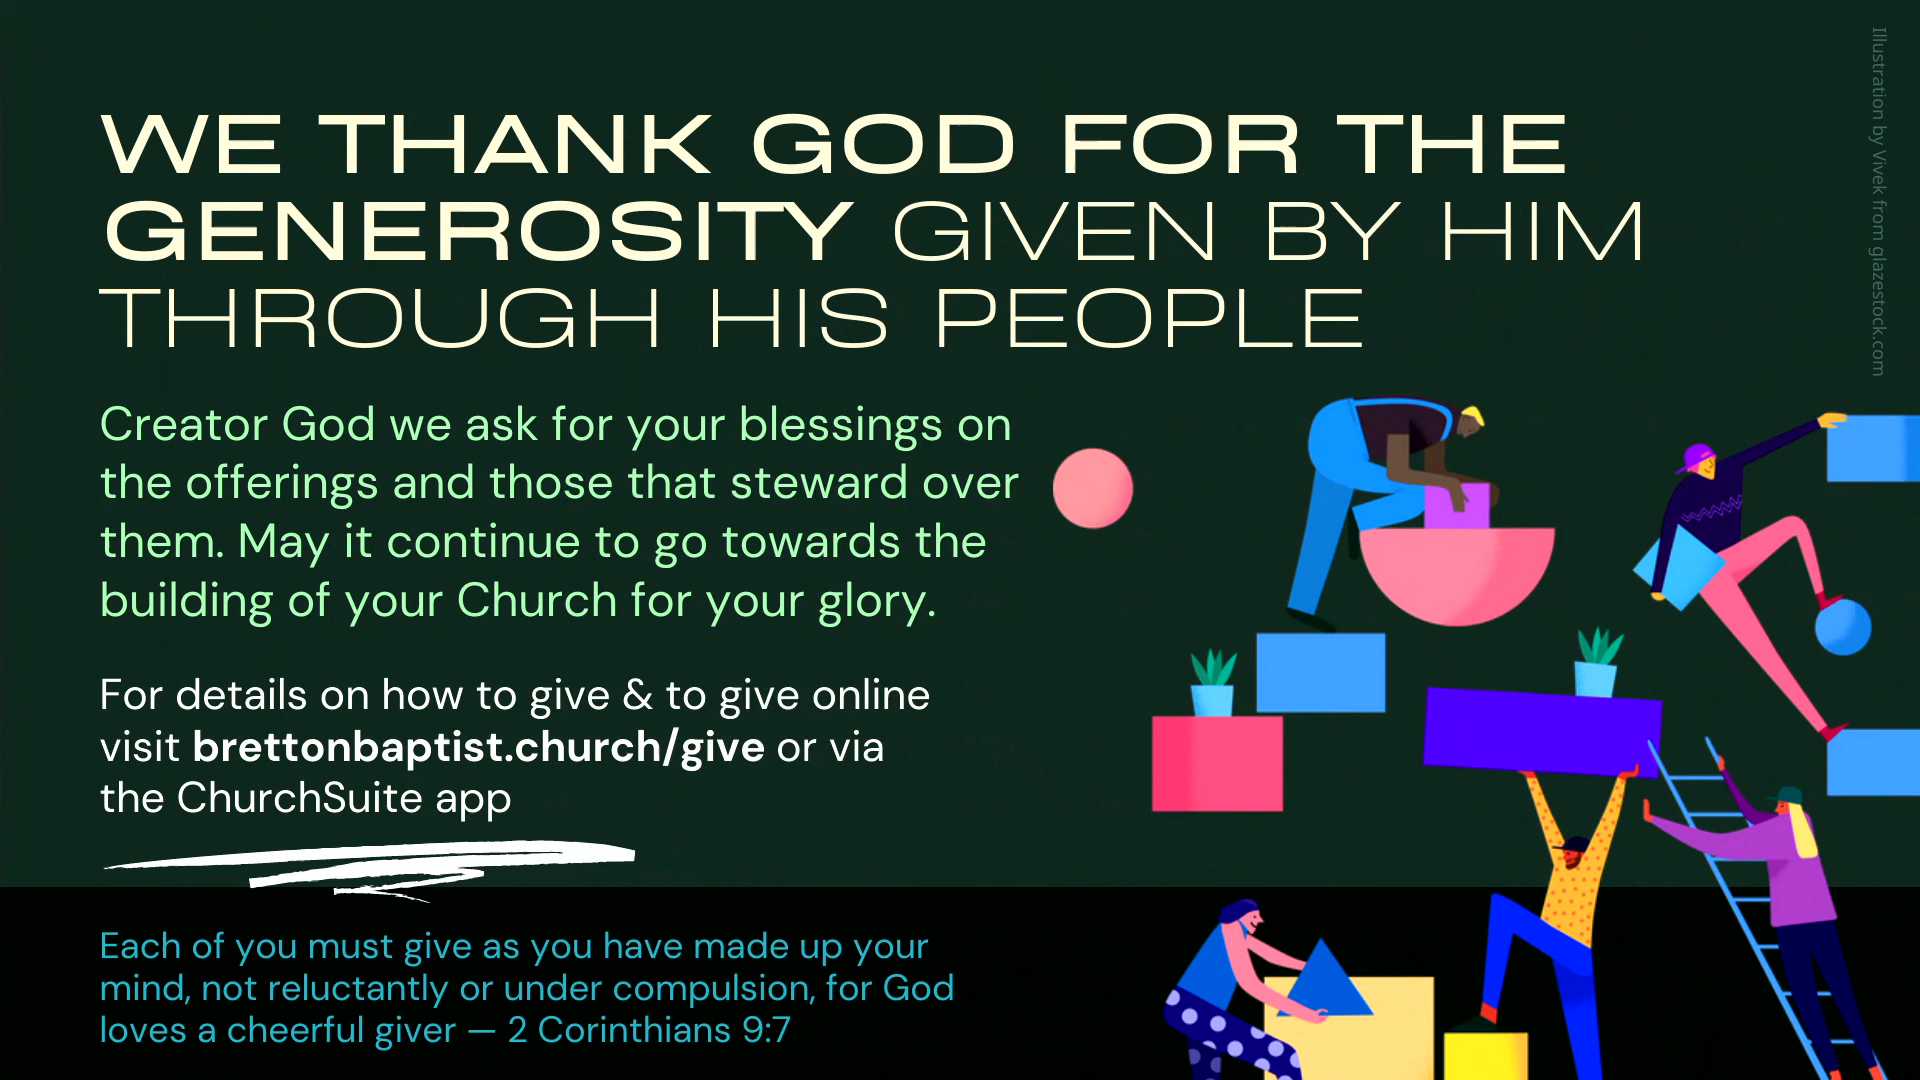 WE THANK GOD FOR THE
GENEROSITY GIVEN BY HIM
THROUGH HIS PEOPLE
Creator God we ask for your blessings on
the offerings and those that steward over
them. May it continue to go towards the
building of your Church for your glory.
For details on how to give & to give online
visit brettonbaptist.church/give or via
the ChurchSuite app
Each of you must give as you have made up your
mind, not reluctantly or under compulsion, for God
loves a cheerful giver — 2 Corinthians 9:7
Illustration by Vivek from glazestock.com